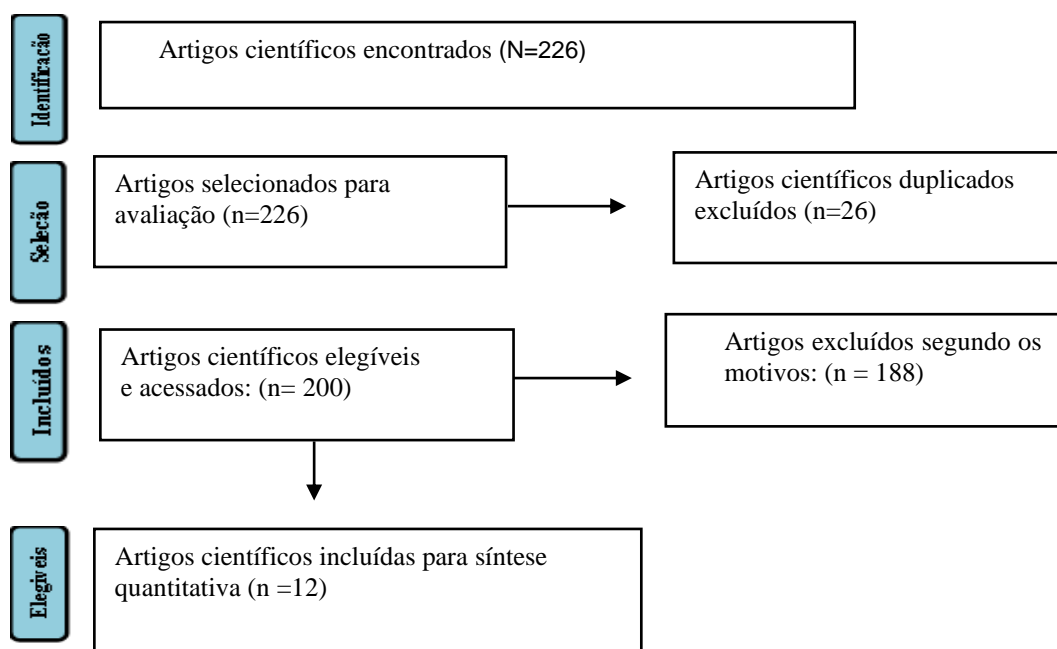 Identificação
Artigos científicos encontrados (N=226)
Seleção
Artigos selecionados para
avaliação (n=226)
Artigos científicos duplicados
excluídos (n=26)
Incluídos
Artigos científicos elegíveis
e acessados: (n= 200)
Artigos excluídos segundo os
motivos: (n = 188)
Elegíveis
Artigos científicos incluídas para síntese
quantitativa (n =12)